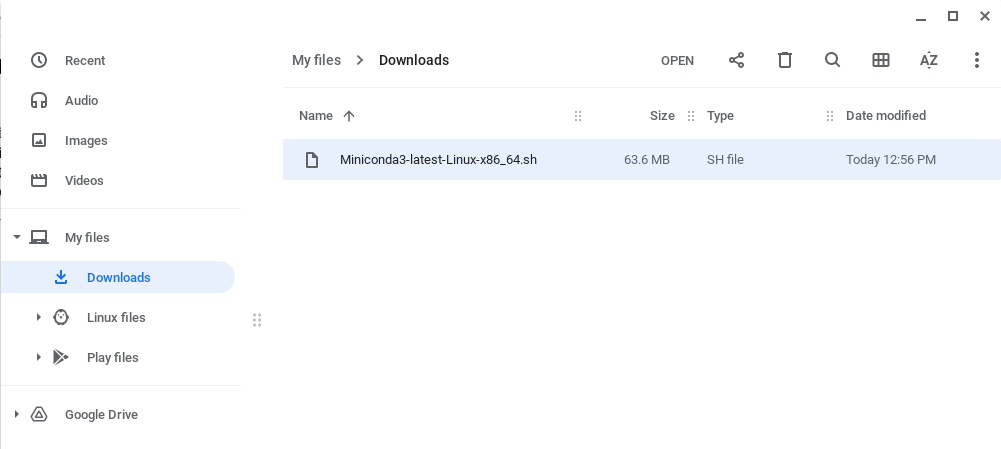 Recent
Audio
Images
Videos
My files
Downloads
Linux files
Play files
Google Drive
My files > Downloads
OPEN
AZ
Name Size Type Date modified
Miniconda3-latest-Linux-x86_64.sh 63.6 MB SH file Today 12:56 PM